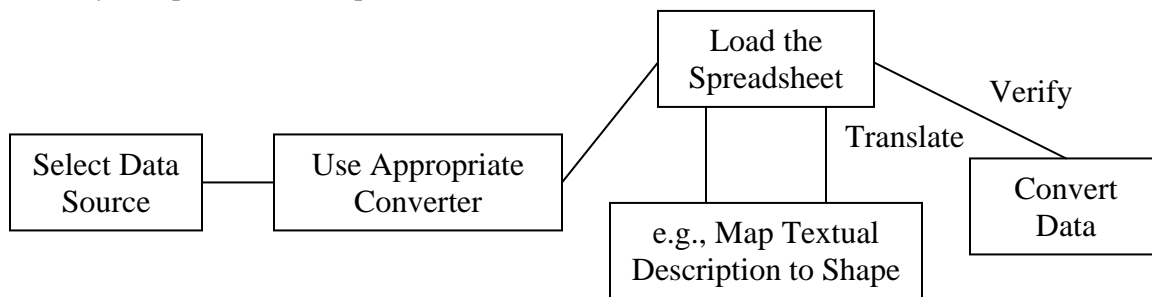 Load the
Spreadsheet
Verify
Translate
Select Data
Source
Use Appropriate
Converter
Convert
Data
e.g., Map Textual
Description to Shape